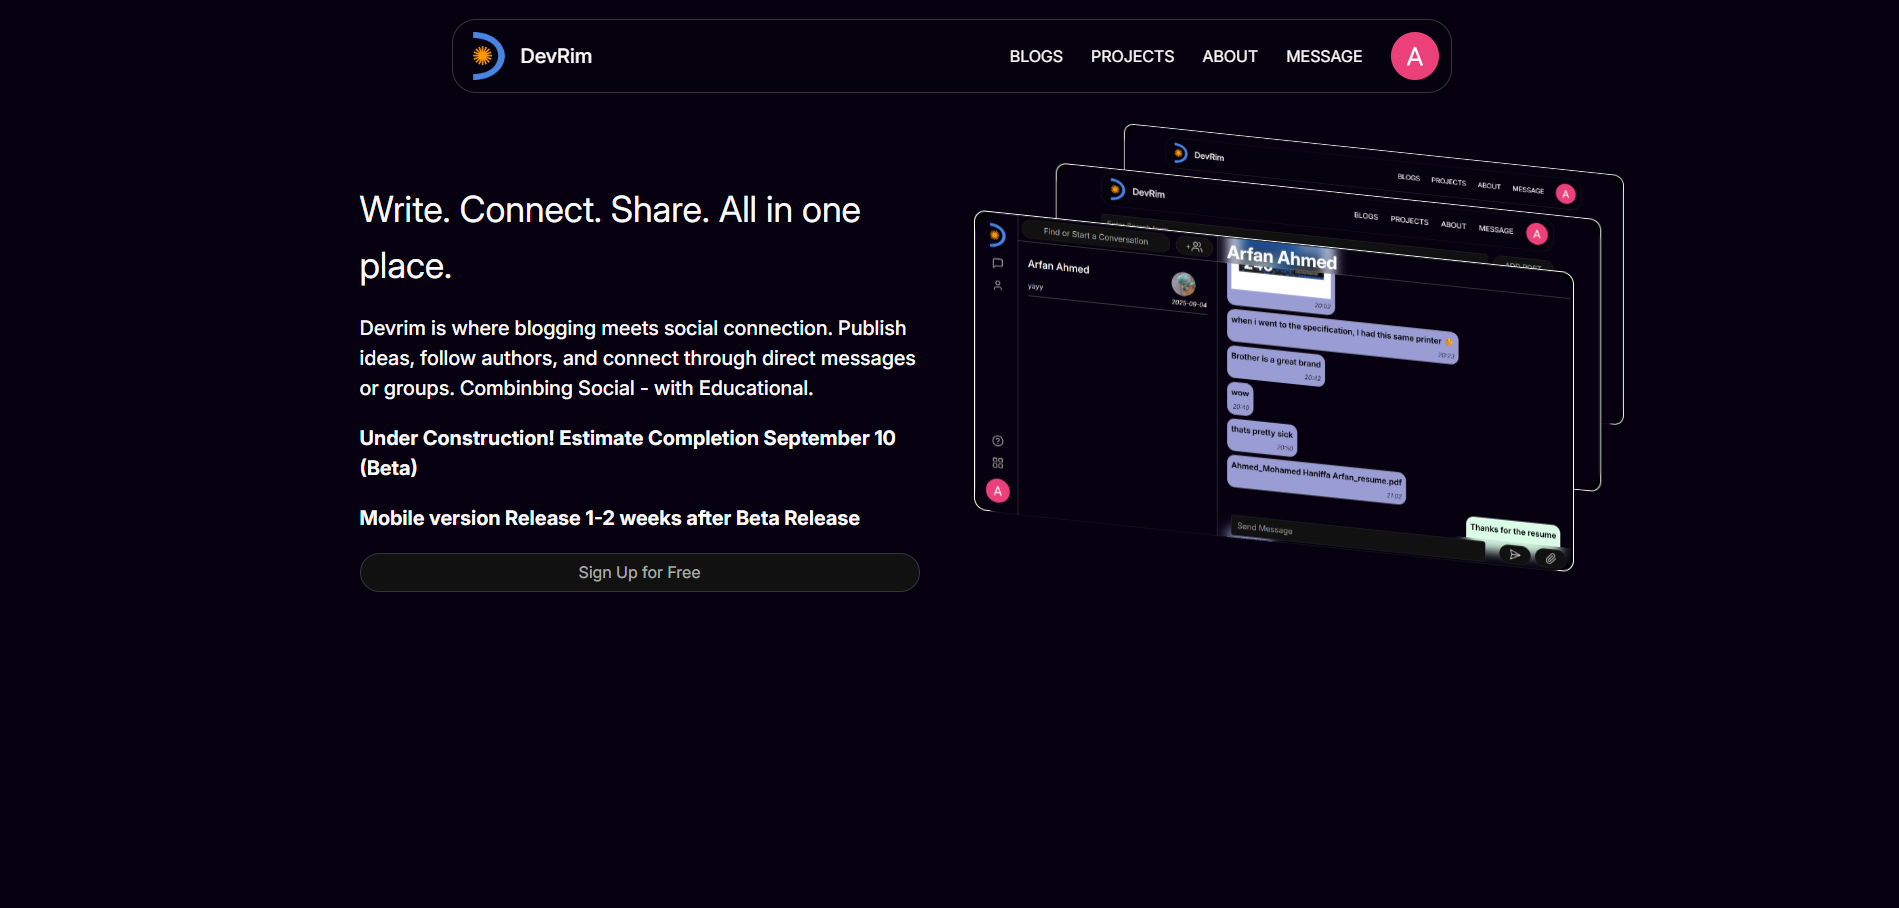 DevRim
BLOGS PROJECTS ABOUT MESSAGE A
Write. Connect. Share. All in one
place.
Devrim is where blogging meets social connection. Publish
ideas, follow authors, and connect through direct messages
or groups. Combinbing Social - with Educational.
Under Construction! Estimate Completion September 10
(Beta)
Mobile version Release 1-2 weeks after Beta Release
Sign Up for Free
DevRim
BLOGS PROJECTS ABOUT MESSAGE A
DevRim
BLOGS PROJECTS ABOUT MESSAGE A
ADD POST
Find or Start a Conversation
Arfan Ahmed
yayy
2025-09-04
A
Arfan Ahmed
20:02
when i went to the specification, I had this same printer
20:23
Brother is a great brand
20:42
wow
20:49
thats pretty sick
20:50
Ahmed_Mohamed Haniffa Arfan_resume.pdf
21:02
Thanks for the resume
Send Message